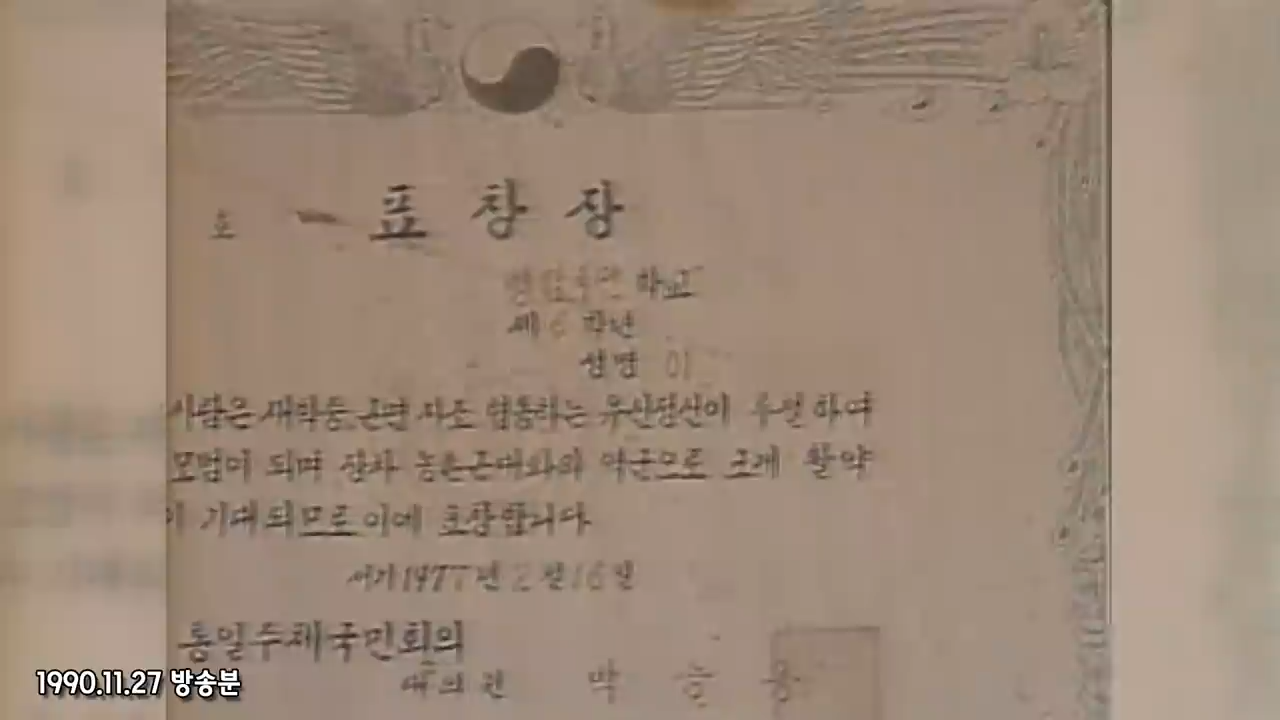 호
표창장
학교
제6학년
성명 이
사람은 재학중 근면 자조 협동하는 유신정신이 투철하여
모범이 되며 장차 농촌근대화의 역군으로 크게 활약
이 기대되므로 이에 표창합니다
서기1977년 2월 16일
통일주체국민회의
대의원 박승
1990.11.27 방송분